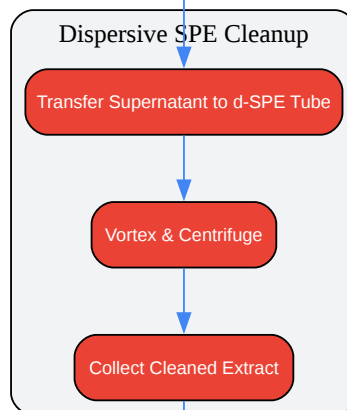 Dispersive SPE Cleanup
Transfer Supernatant to d-SPE Tube
Vortex & Centrifuge
Collect Cleaned Extract